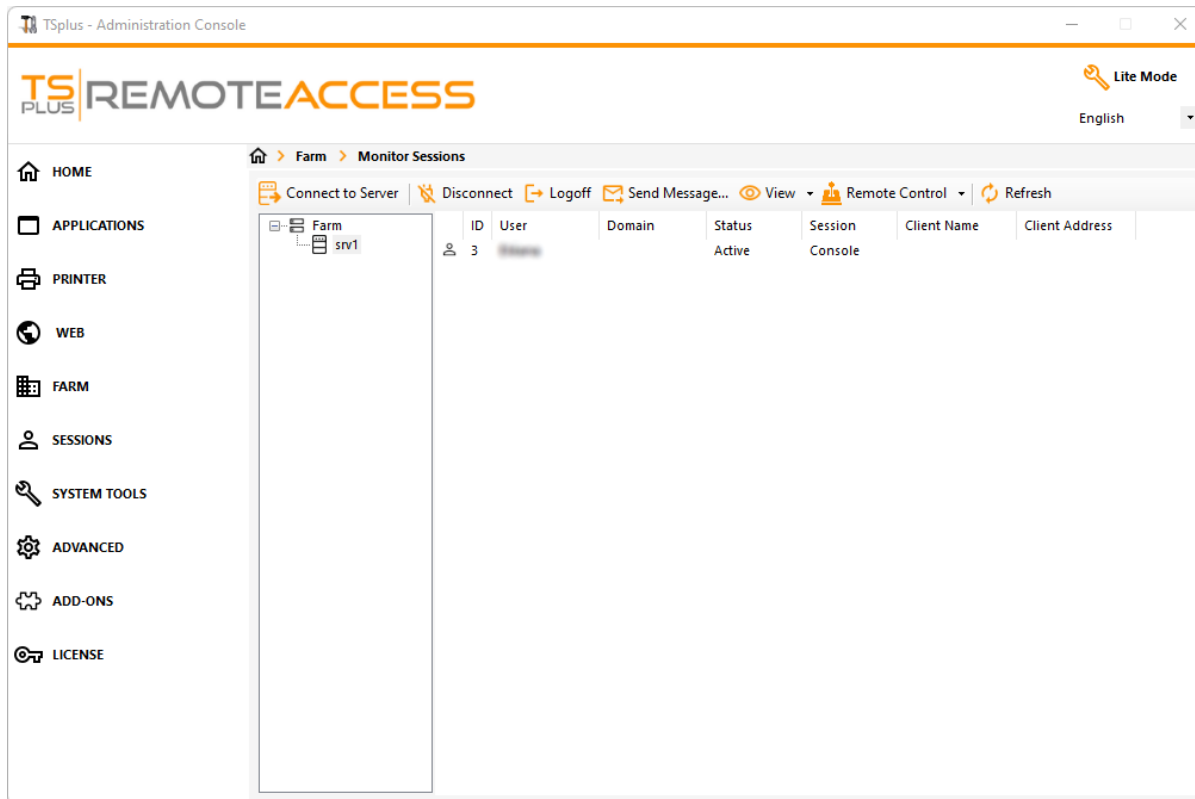 TSplus - Administration Console
TS PLUS REMOTEACCESS
Lite Mode
English
HOME
APPLICATIONS
PRINTER
WEB
FARM
SESSIONS
SYSTEM TOOLS
ADVANCED
ADD-ONS
LICENSE
Farm > Monitor Sessions
Connect to Server Disconnect Logoff Send Message... View Remote Control Refresh
Farm
srv1
ID User Domain Status Session Client Name Client Address
3 Active Console